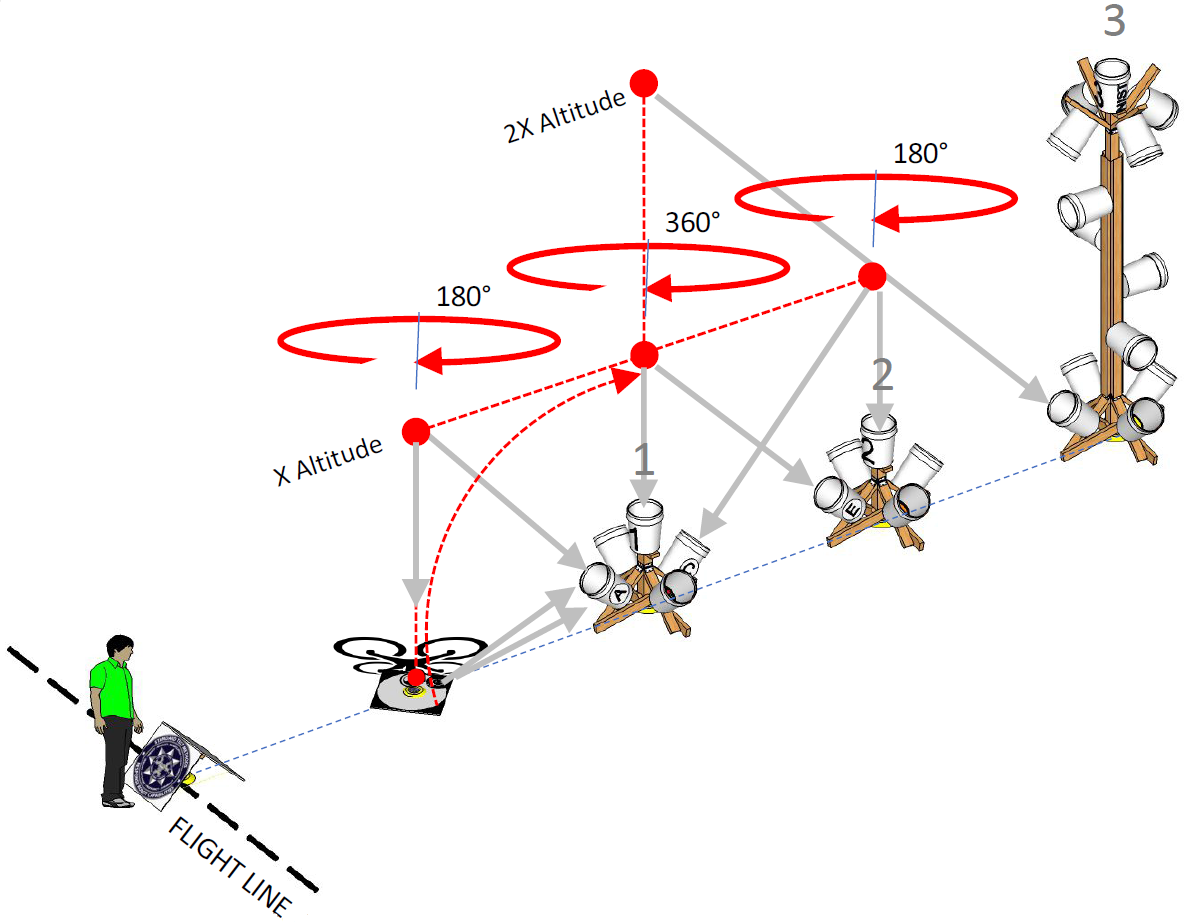 3
2X Altitude
180°
360°
180°
2
X Altitude
1
E
A
C
FLIGHT LINE